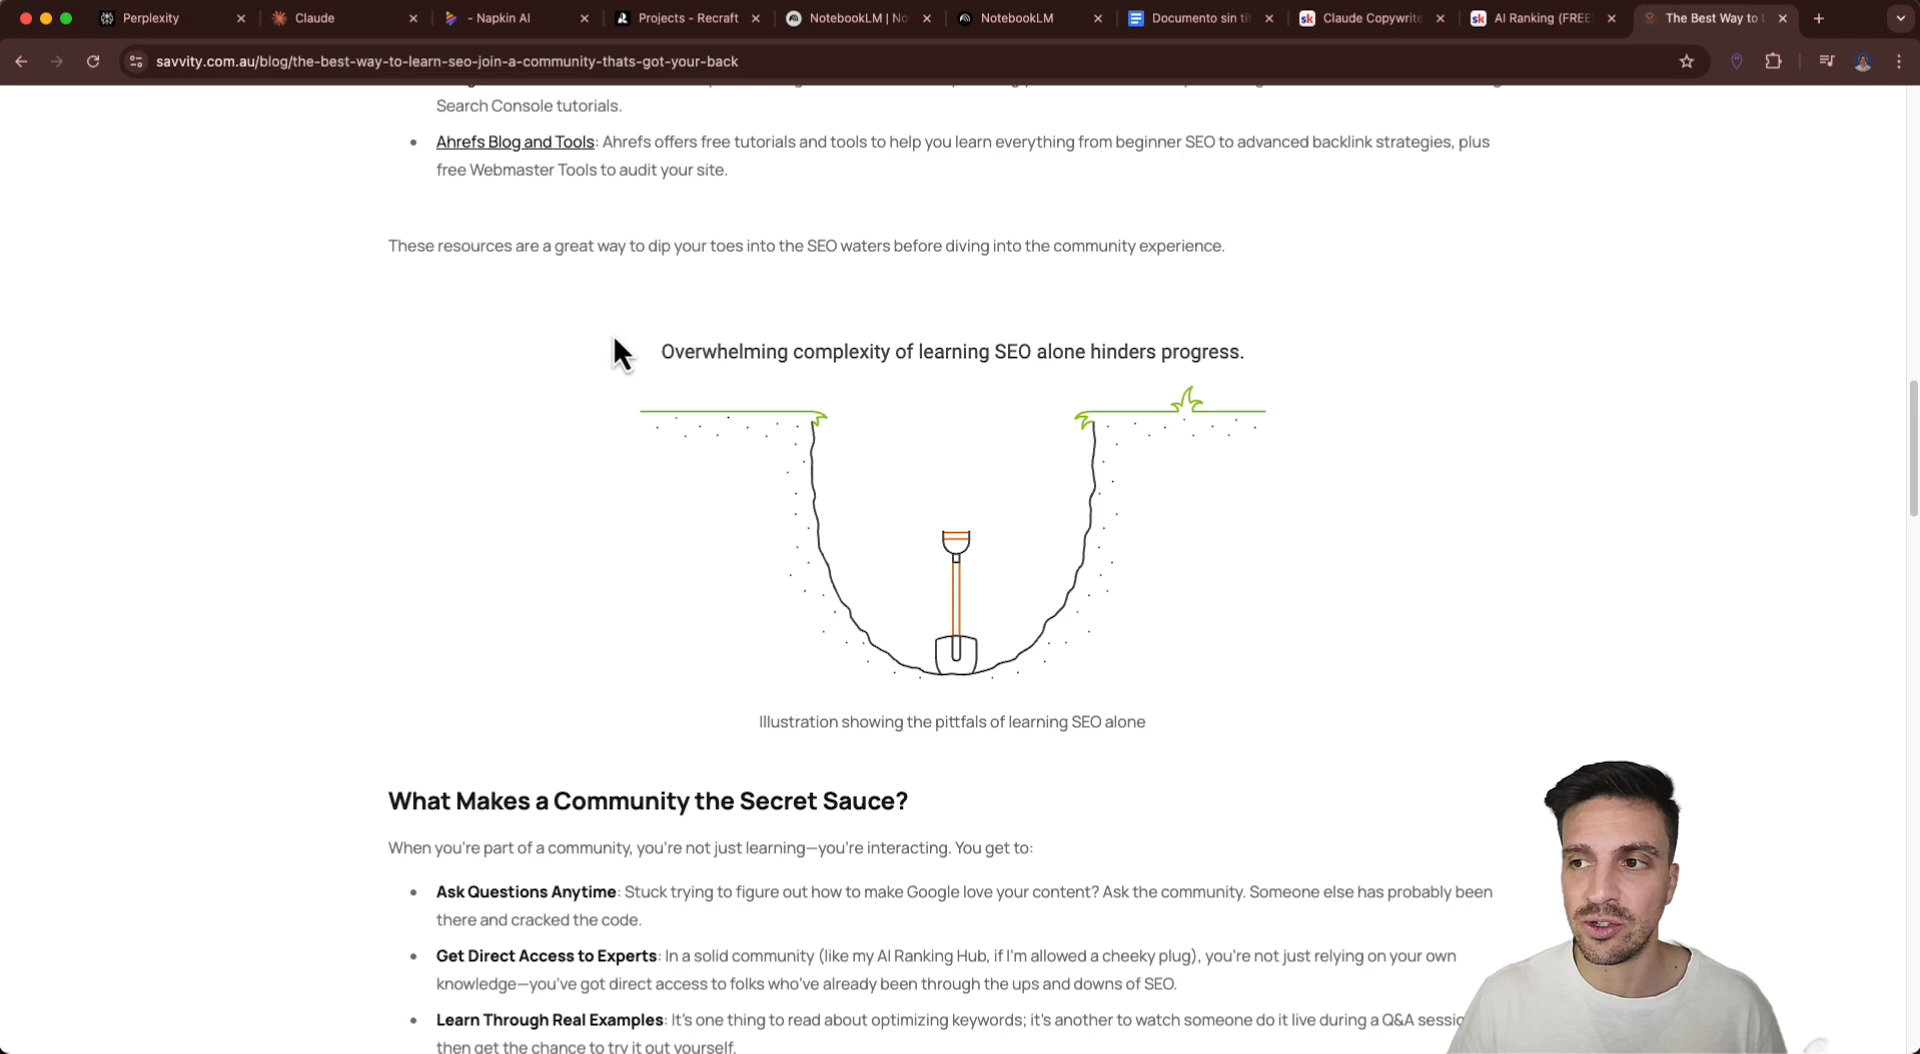 Perplexity
Claude
- Napkin AI
Projects - Recraft
NotebookLM | No
NotebookLM
Documento sin tít
Claude Copywrite
AI Ranking (FREE
The Best Way to L
savvity.com.au/blog/the-best-way-to-learn-seo-join-a-community-thats-got-your-back
Search Console tutorials.
Ahrefs Blog and Tools: Ahrefs offers free tutorials and tools to help you learn everything from beginner SEO to advanced backlink strategies, plus
free Webmaster Tools to audit your site.
These resources are a great way to dip your toes into the SEO waters before diving into the community experience.
Overwhelming complexity of learning SEO alone hinders progress.
Illustration showing the pittfals of learning SEO alone
What Makes a Community the Secret Sauce?
When you're part of a community, you're not just learning—you're interacting. You get to:
Ask Questions Anytime: Stuck trying to figure out how to make Google love your content? Ask the community. Someone else has probably been
there and cracked the code.
Get Direct Access to Experts: In a solid community (like my AI Ranking Hub, if I'm allowed a cheeky plug), you're not just relying on your own
knowledge—you've got direct access to folks who've already been through the ups and downs of SEO.
Learn Through Real Examples: It's one thing to read about optimizing keywords; it's another to watch someone do it live during a Q&A sessio
then get the chance to try it out yourself.